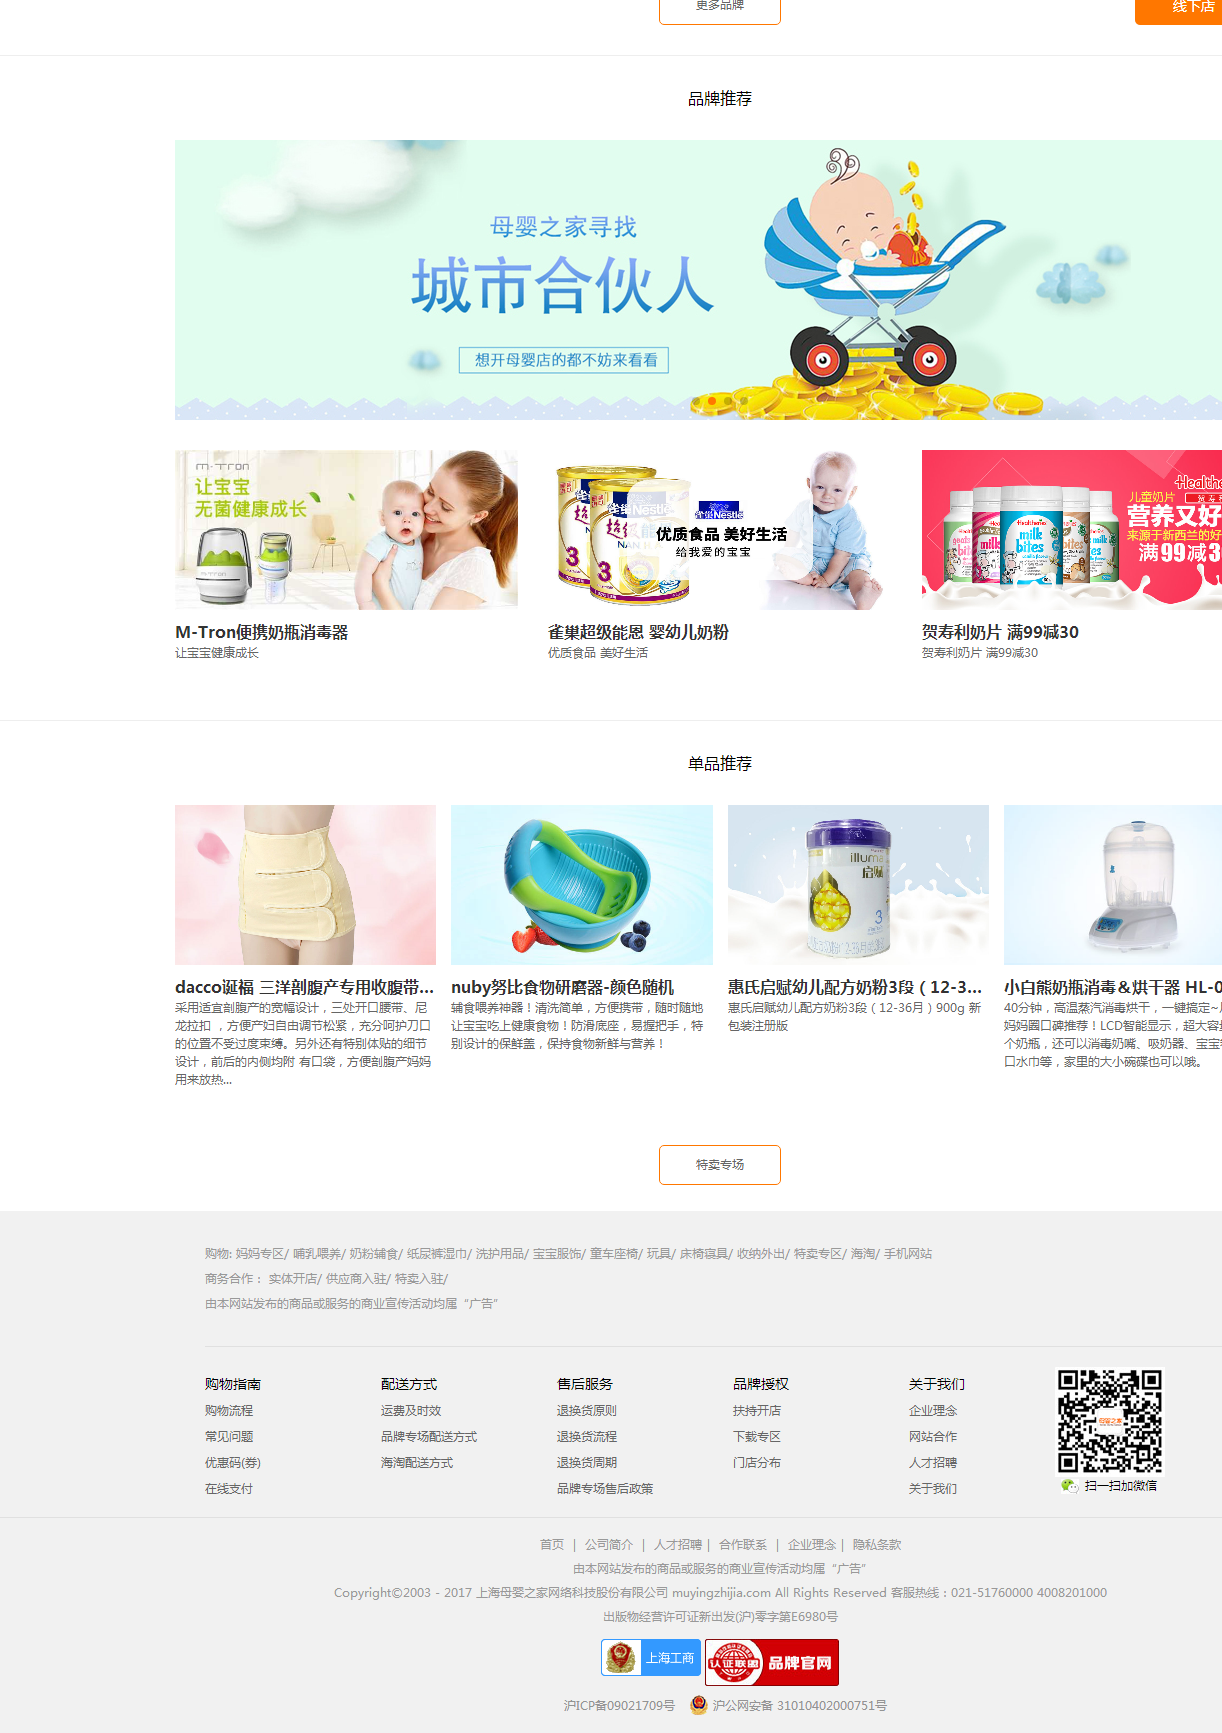 更多品牌
线下店
品牌推荐
母婴之家寻找
城市合伙人
想开母婴店的都不妨来看看
m-Tron
让宝宝
无菌健康成长
雀巢Nestle
超级能
NAN
3
3
优质食品 美好生活
给我爱的宝宝
儿童奶片
营养又好
来源于新西兰的好
满99减3
Healtheries
milk bites
M-Tron便携奶瓶消毒器
让宝宝健康成长
雀巢超级能恩 婴幼儿奶粉
优质食品 美好生活
贺寿利奶片 满99减30
贺寿利奶片 满99减30
单品推荐
illuma
启赋
3
dacco诞福 三洋剖腹产专用收腹带...
采用适宜剖腹产的宽幅设计，三处开口腰带、尼
龙拉扣 ，方便产妇自由调节松紧，充分呵护刀口
的位置不受过度束缚。另外还有特别体贴的细节
设计，前后的内侧均附 有口袋，方便剖腹产妈妈
用来放热...
nuby努比食物研磨器-颜色随机
辅食喂养神器！清洗简单，方便携带，随时随地
让宝宝吃上健康食物！防滑底座，易握把手，特
别设计的保鲜盖，保持食物新鲜与营养！
惠氏启赋幼儿配方奶粉3段（12-3...
惠氏启赋幼儿配方奶粉3段（12-36月）900g 新
包装注册版
小白熊奶瓶消毒&烘干器 HL-0
40分钟，高温蒸汽消毒烘干，一键搞定~
妈妈圈口碑推荐！LCD智能显示，超大容
个奶瓶，还可以消毒奶嘴、吸奶器、宝宝
口水巾等，家里的大小碗碟也可以哦。
特卖专场
购物: 妈妈专区/ 哺乳喂养/ 奶粉辅食/ 纸尿裤湿巾/ 洗护用品/ 宝宝服饰/ 童车座椅/ 玩具/ 床椅寝具/ 收纳外出/ 特卖专区/ 海淘/ 手机网站
商务合作： 实体开店/ 供应商入驻/ 特卖入驻/
由本网站发布的商品或服务的商业宣传活动均属“广告”
购物指南
购物流程
常见问题
优惠码(券)
在线支付
配送方式
运费及时效
品牌专场配送方式
海淘配送方式
售后服务
退换货原则
退换货流程
退换货周期
品牌专场售后政策
品牌授权
扶持开店
下载专区
门店分布
关于我们
企业理念
网站合作
人才招聘
关于我们
母婴之家
扫一扫加微信
首页 | 公司简介 | 人才招聘 | 合作联系 | 企业理念 | 隐私条款
由本网站发布的商品或服务的商业宣传活动均属“广告”
Copyright©2003 - 2017 上海母婴之家网络科技股份有限公司 muyingzhijia.com All Rights Reserved 客服热线：021-51760000 4008201000
出版物经营许可证新出发(沪)零字第E6980号
上海工商
认证联盟
品牌官网
沪ICP备09021709号
沪公网安备 31010402000751号